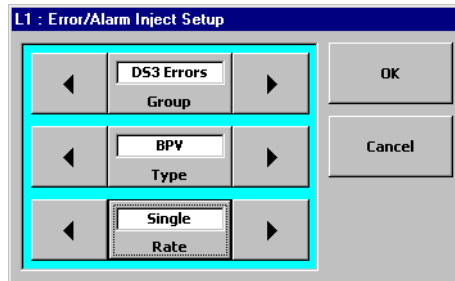 L1 : Error/Alarm Inject Setup
DS3 Errors
Group
OK
BPV
Type
Cancel
Single
Rate